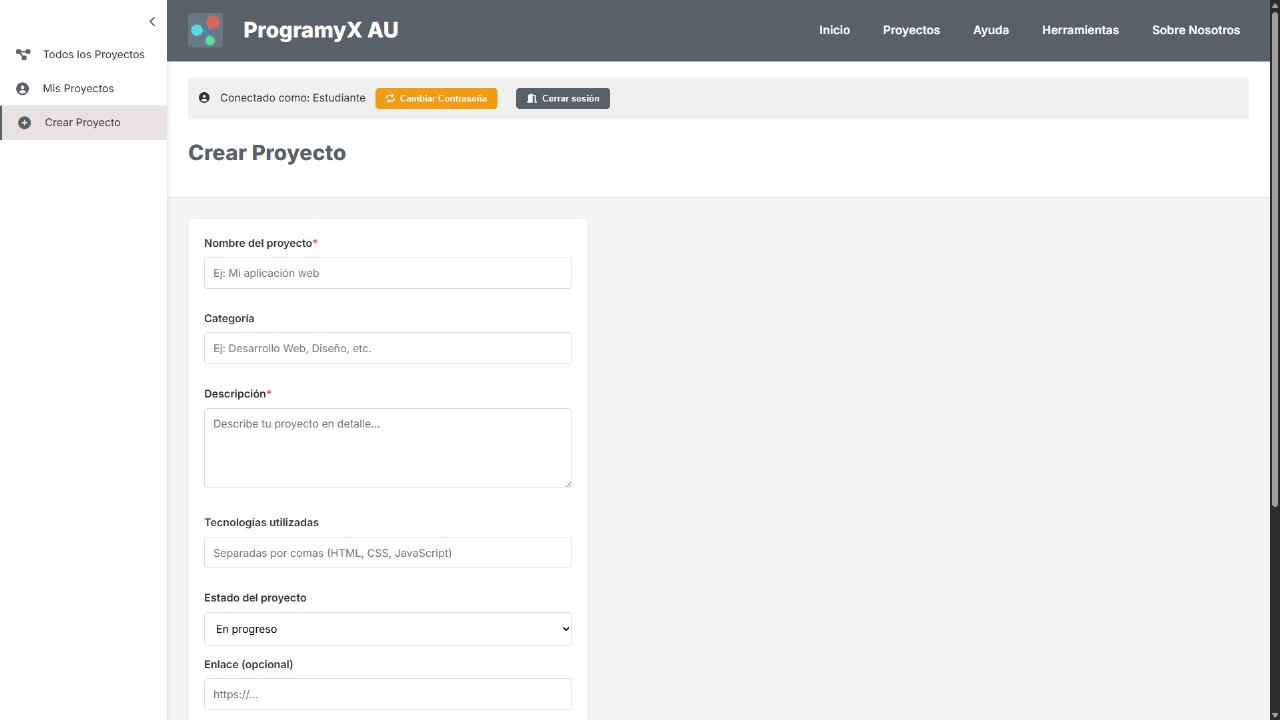 ProgramyX AU
Inicio
Proyectos
Ayuda
Herramientas
Sobre Nosotros
Todos los Proyectos
Mis Proyectos
Crear Proyecto
Conectado como: Estudiante
Cambiar Contraseña
Cerrar sesión
Crear Proyecto
Nombre del proyecto*
Ej: Mi aplicación web
Categoría
Ej: Desarrollo Web, Diseño, etc.
Descripción*
Describe tu proyecto en detalle...
Tecnologías utilizadas
Separadas por comas (HTML, CSS, JavaScript)
Estado del proyecto
En progreso
Enlace (opcional)
https://...